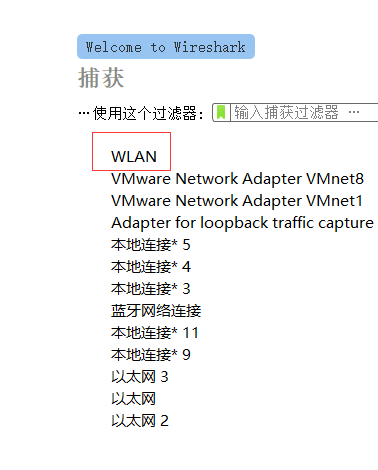 Welcome to Wireshark
捕获
…使用这个过滤器： 输入捕获过滤器 …
WLAN
VMware Network Adapter VMnet8
VMware Network Adapter VMnet1
Adapter for loopback traffic capture
本地连接* 5
本地连接* 4
本地连接* 3
蓝牙网络连接
本地连接* 11
本地连接* 9
以太网 3
以太网
以太网 2